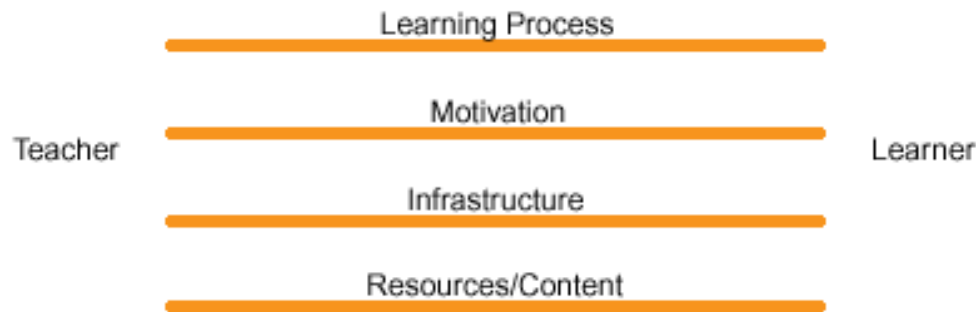 Learning Process
Motivation
Teacher
Learner
Infrastructure
Resources/Content